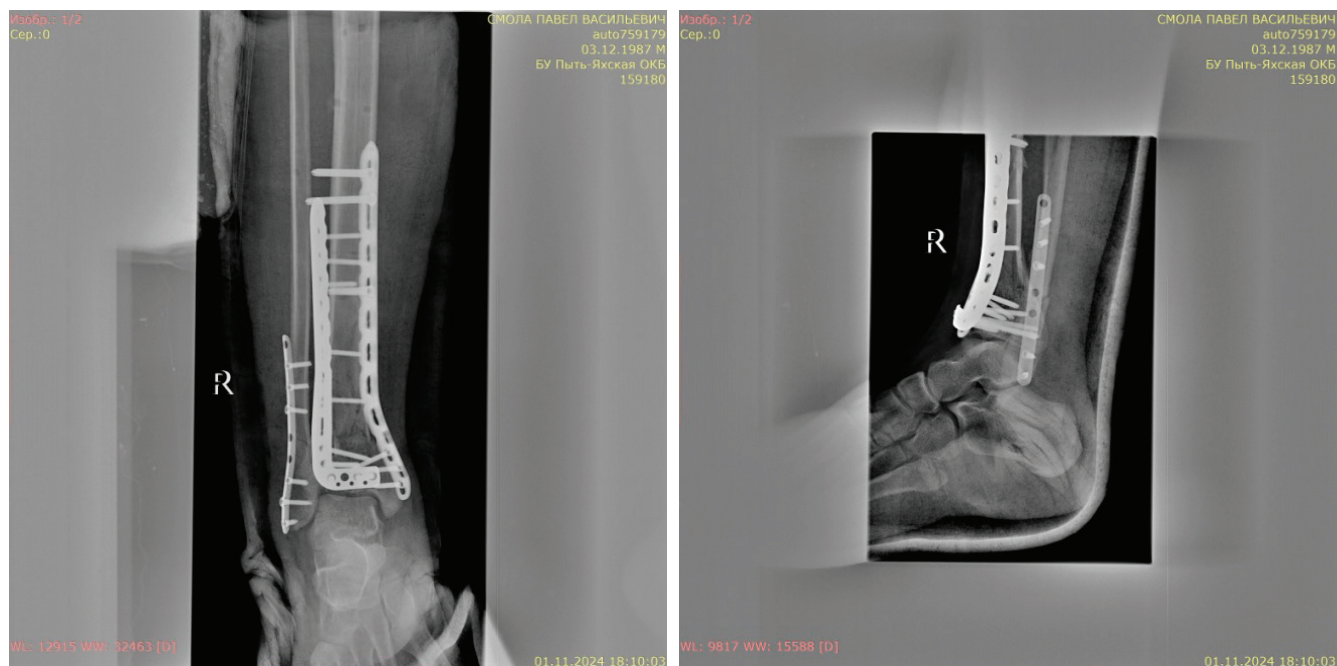 Изобр.: 1/2
Сер.:0
СМОЛА ПАВЕЛ ВАСИЛЬЕВИЧ
auto759179
03.12.1987 M
БУ Пыть-Яхская ОКБ
159180
R
WL: 12915 WW: 32463 [D]
01.11.2024 18:10:03
Изобр.: 1/2
Сер.:0
СМОЛА ПАВЕЛ ВАСИЛЬЕВИЧ
auto759179
03.12.1987 M
БУ Пыть-Яхская ОКБ
159180
R
WL: 9817 WW: 15588 [D]
01.11.2024 18:10:03